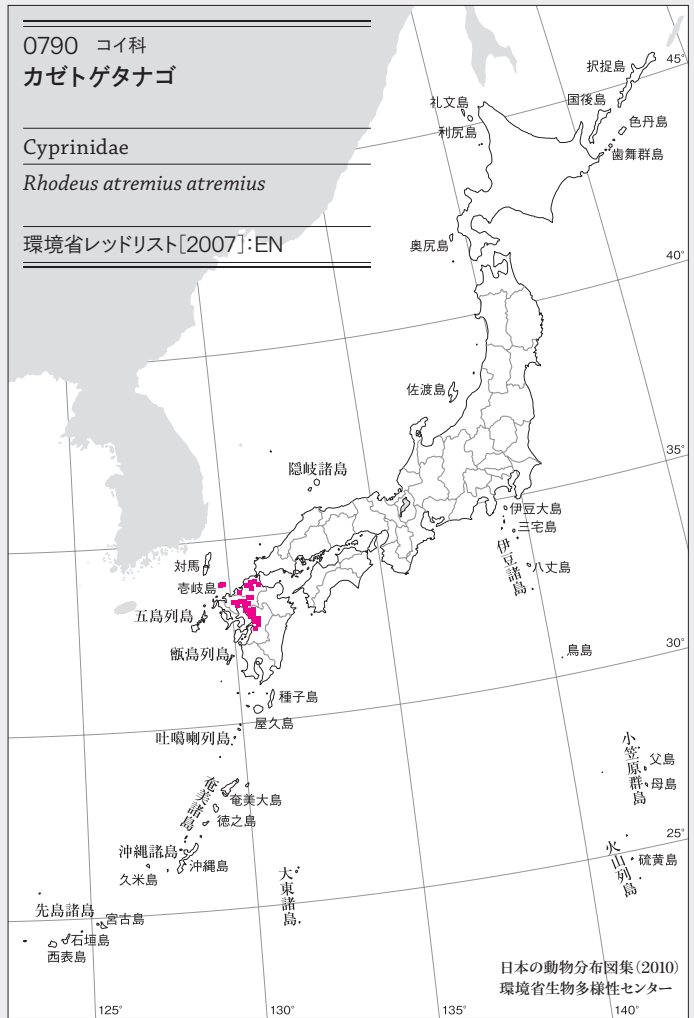 0790 コイ科
カゼトゲタナゴ
Cyprinidae
Rhodeus atremius atremius
環境省レッドリスト[2007]:EN
択捉島
45°
礼文島
国後島
利尻島
色丹島
歯舞群島
奥尻島
40°
佐渡島
35°
隠岐諸島
伊豆大島
三宅島
伊豆諸島
八丈島
対馬
壱岐島
五島列島
甑島列島
鳥島
30°
種子島
屋久島
吐噶喇列島
小笠原群島
父島
母島
奄美諸島
奄美大島
徳之島
25°
沖縄諸島
沖縄島
久米島
火山列島
硫黄島
大東諸島
先島諸島
宮古島
石垣島
西表島
日本の動物分布図集(2010)
環境省生物多様性センター
125°
130°
135°
140°